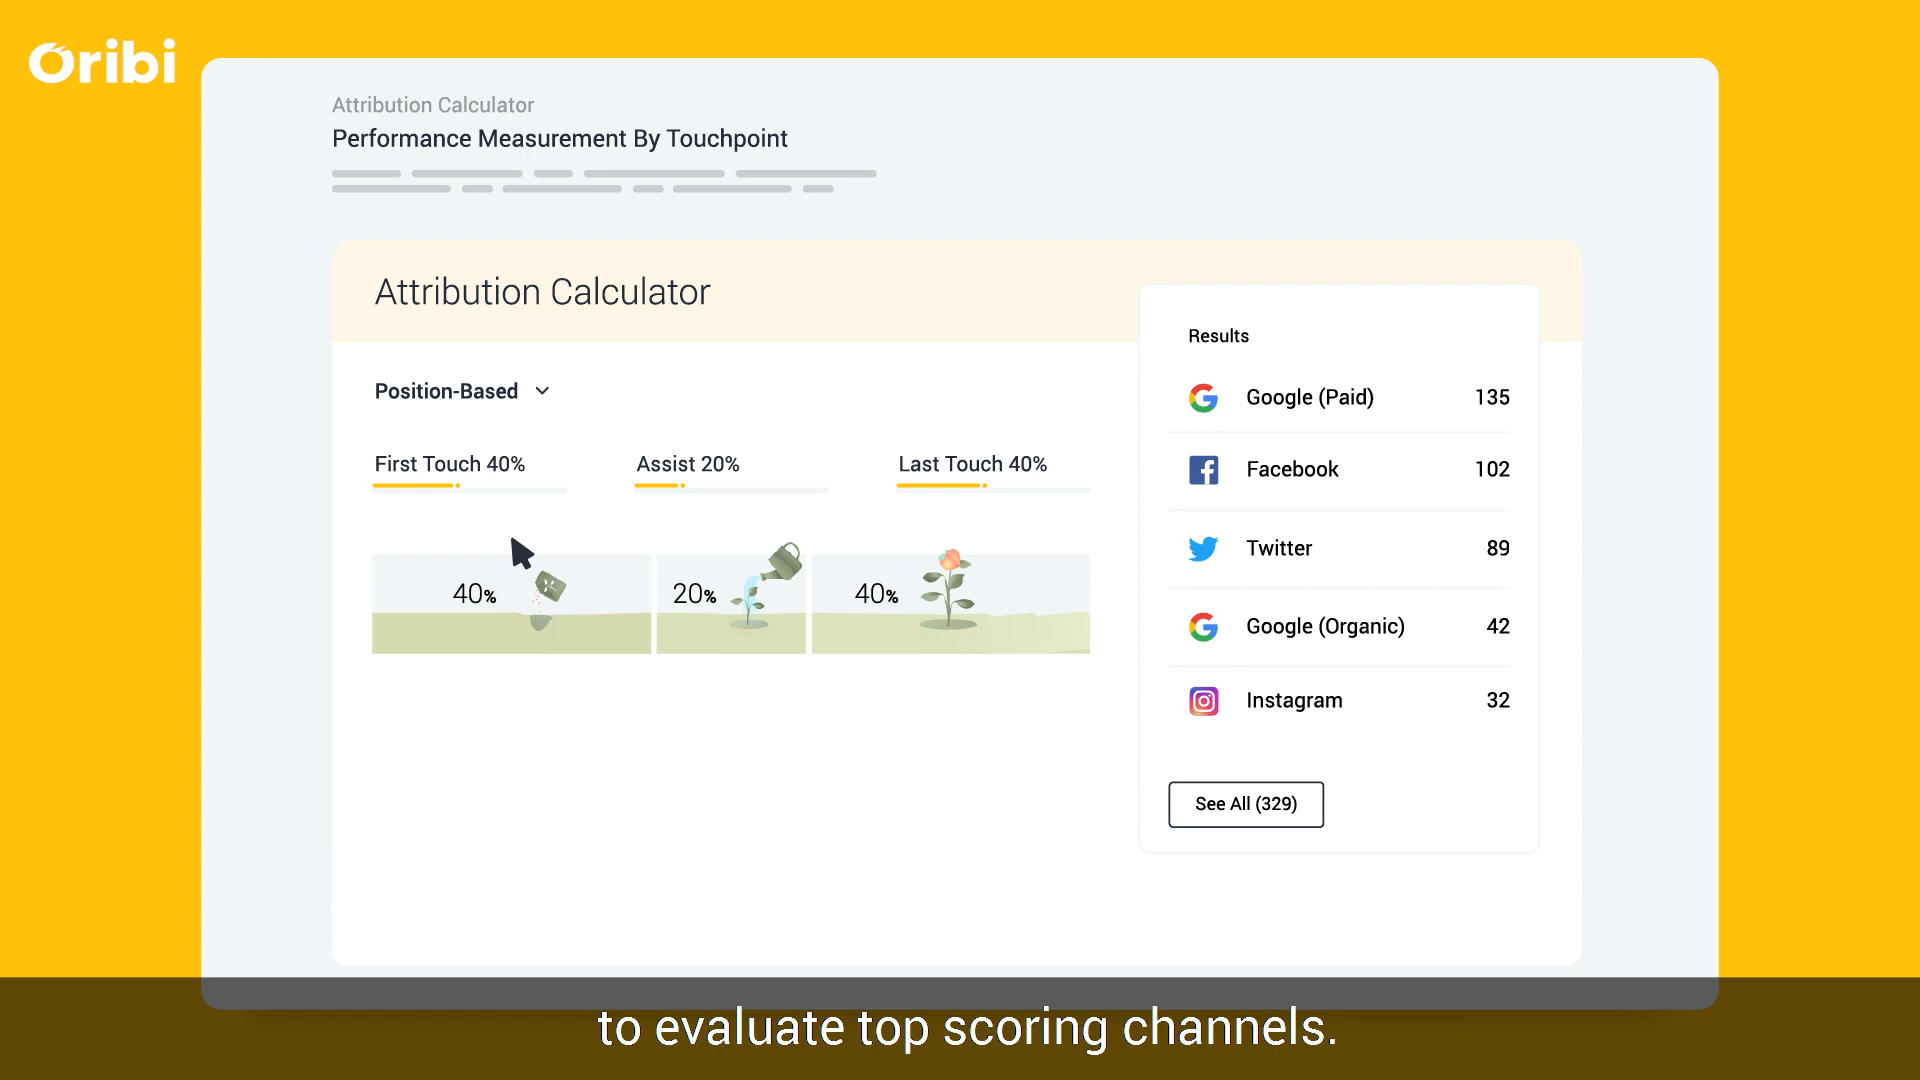 Oribi
Attribution Calculator
Performance Measurement By Touchpoint
Attribution Calculator
Position-Based
First Touch 40%
Assist 20%
Last Touch 40%
40%
20%
40%
Results
Google (Paid) 135
Facebook 102
Twitter 89
Google (Organic) 42
Instagram 32
See All (329)
to evaluate top scoring channels.